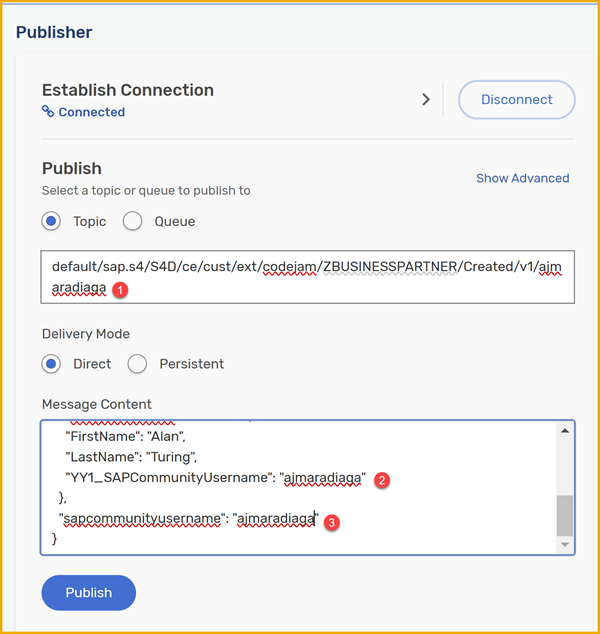 Publisher
Establish Connection
Connected
Disconnect
Publish
Select a topic or queue to publish to
Show Advanced
Topic
Queue
default/sap.s4/S4D/ce/cust/ext/codejam/ZBUSINESSPARTNER/Created/v1/ajm
aradiaga 1
Delivery Mode
Direct
Persistent
Message Content
"FirstName": "Alan",
"LastName": "Turing",
"YY1_SAPCommunityUsername": "ajmaradiaga" 2
},
"sapcommunityusername": "ajmaradiaga" 3
}
Publish